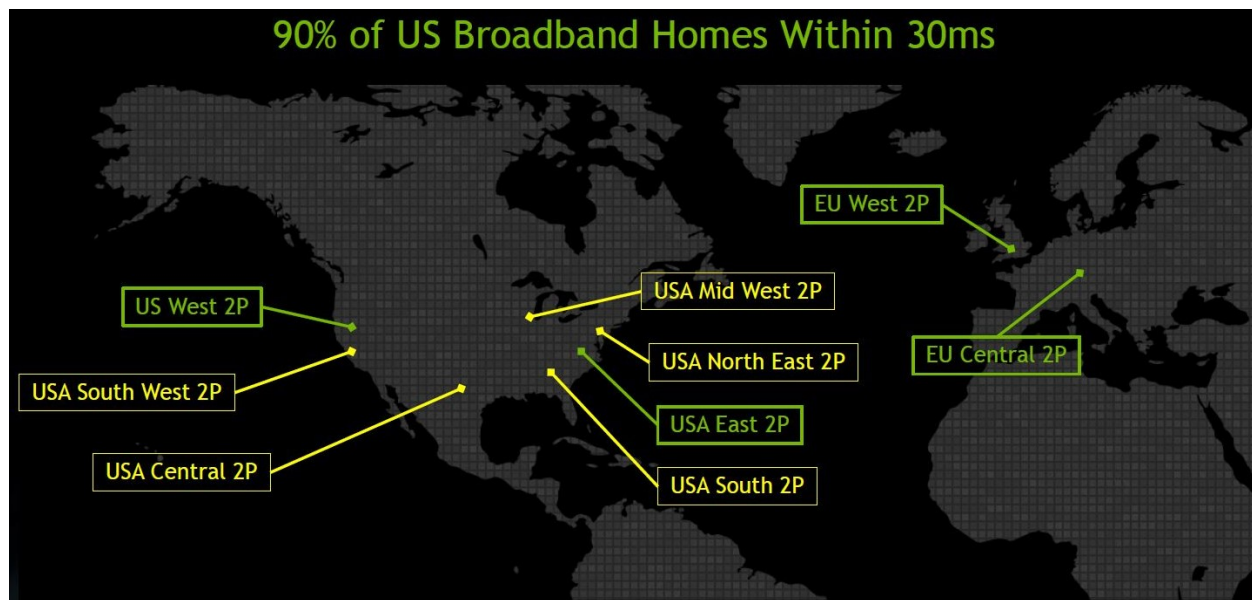 90% of US Broadband Homes Within 30ms
EU West 2P
USA Mid West 2P
US West 2P
USA North East 2P
EU Central 2P
USA South West 2P
USA East 2P
USA Central 2P
USA South 2P